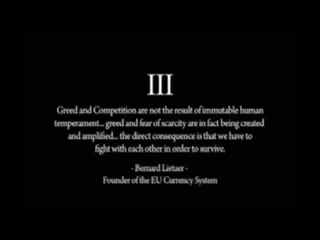 III
Greed and Competition are not the result of immutable human
temperament... greed and fear of scarcity are in fact being created
and amplified... the direct consequence is that we have to
fight with each other in order to survive.
- Bernard Lietaer -
Founder of the EU Currency System